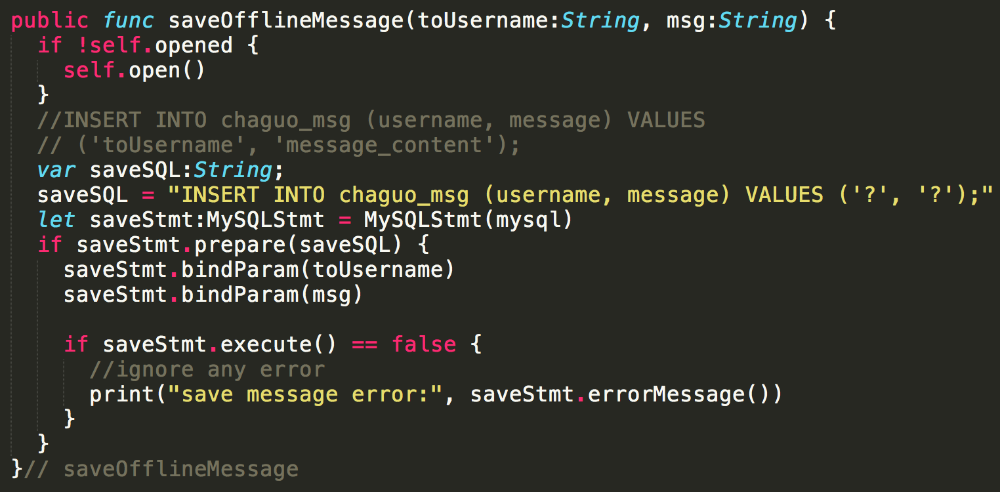 public func saveOfflineMessage(toUsername:String, msg:String) {
  if !self.opened {
    self.open()
  }
  //INSERT INTO chaguo_msg (username, message) VALUES
  // ('toUsername', 'message_content');
  var saveSQL:String;
  saveSQL = "INSERT INTO chaguo_msg (username, message) VALUES ('?', '?');"
  let saveStmt:MySQLStmt = MySQLStmt(mysql)
  if saveStmt.prepare(saveSQL) {
    saveStmt.bindParam(toUsername)
    saveStmt.bindParam(msg)

    if saveStmt.execute() == false {
      //ignore any error
      print("save message error:", saveStmt.errorMessage())
    }
  }
}// saveOfflineMessage